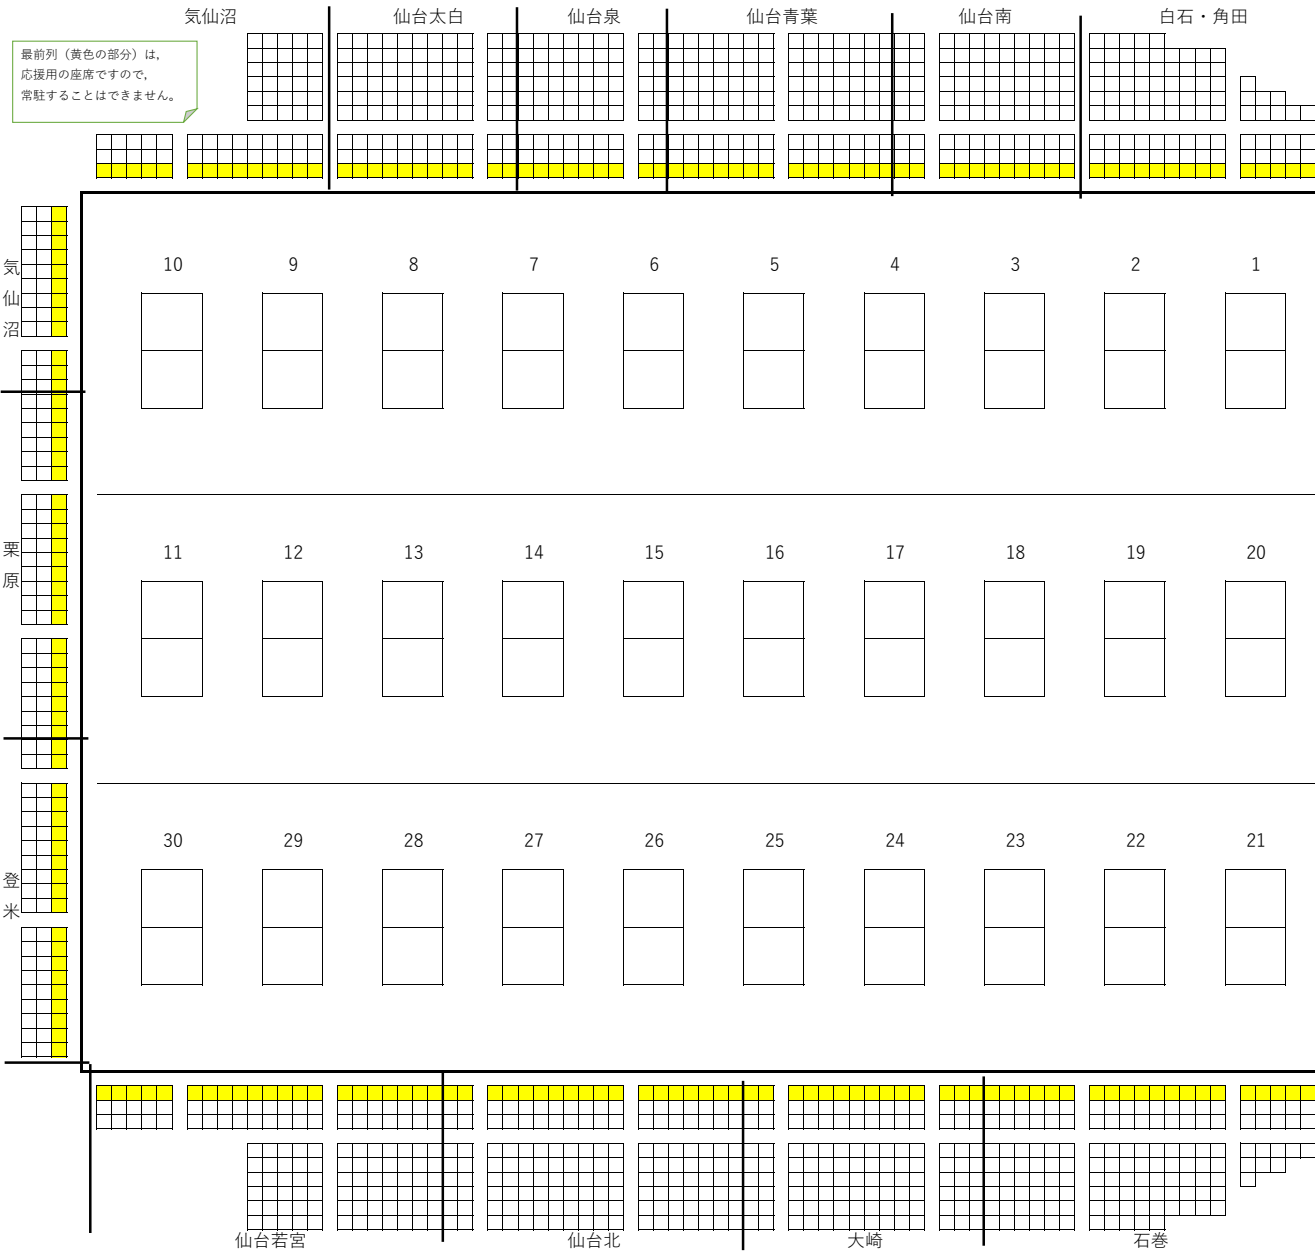 気仙沼 仙台太白 仙台泉 仙台青葉 仙台南 白石・角田
最前列（黄色の部分）は,
応援用の座席ですので,
常駐することはできません。
気仙沼
10 9 8 7 6 5 4 3 2 1
栗原
11 12 13 14 15 16 17 18 19 20
登米
30 29 28 27 26 25 24 23 22 21
仙台若宮 仙台北 大崎 石巻